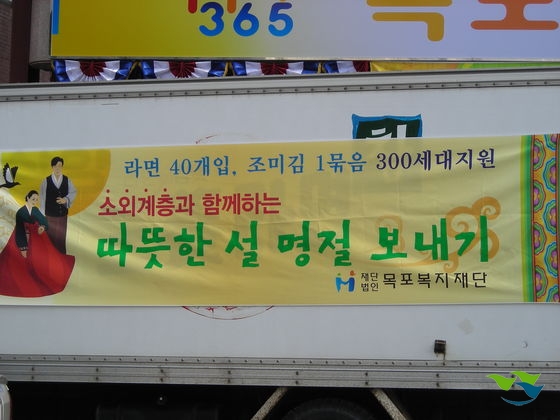 365
목포
라면 40개입, 조미김 1묶음 300세대지원
소외계층과 함께하는
따뜻한 설 명절 보내기
재단
법인 목포복지재단